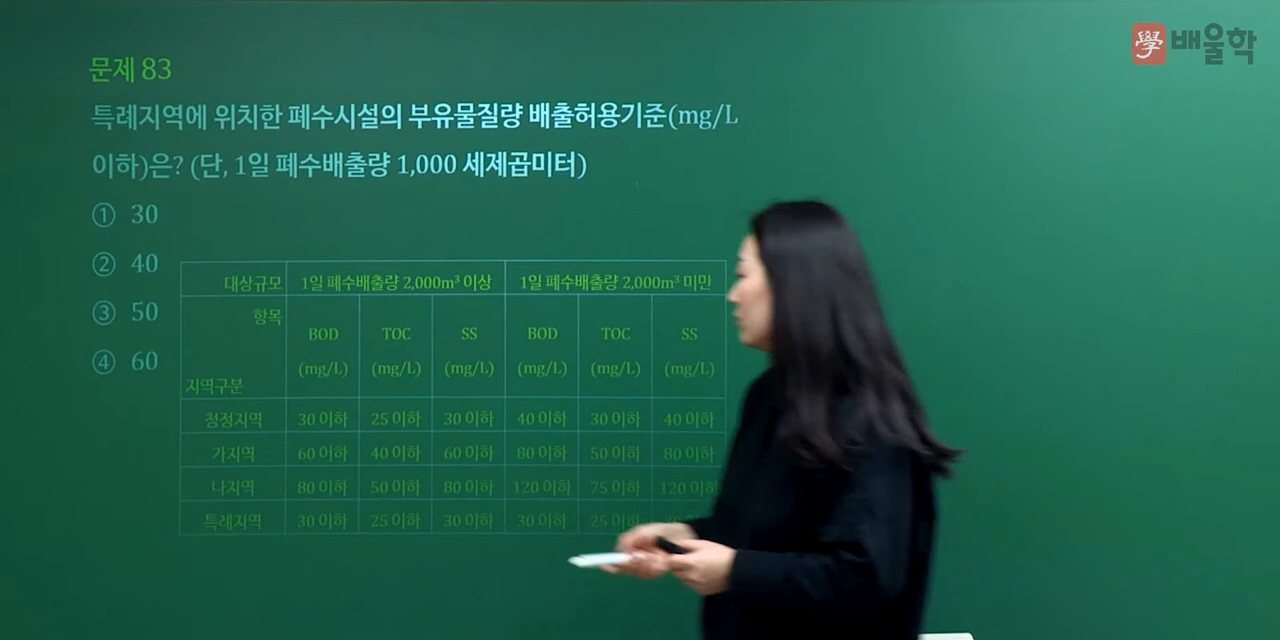 學 배울학
문제 83
특례지역에 위치한 폐수시설의 부유물질량 배출허용기준(mg/L
이하)은? (단, 1일 폐수배출량 1,000 세제곱미터)
① 30
② 40
③ 50
④ 60
대상규모 1일 폐수배출량 2,000m³ 이상 1일 폐수배출량 2,000m³ 미만
항목
BOD TOC SS BOD TOC SS
(mg/L) (mg/L) (mg/L) (mg/L) (mg/L) (mg/L)
지역구분
청정지역 30 이하 25 이하 30 이하 40 이하 30 이하 40 이하
가지역 60 이하 40 이하 60 이하 80 이하 50 이하 80 이하
나지역 80 이하 50 이하 80 이하 120 이하 75 이하 120 이하
특례지역 30 이하 25 이하 30 이하 30 이하 25 이하